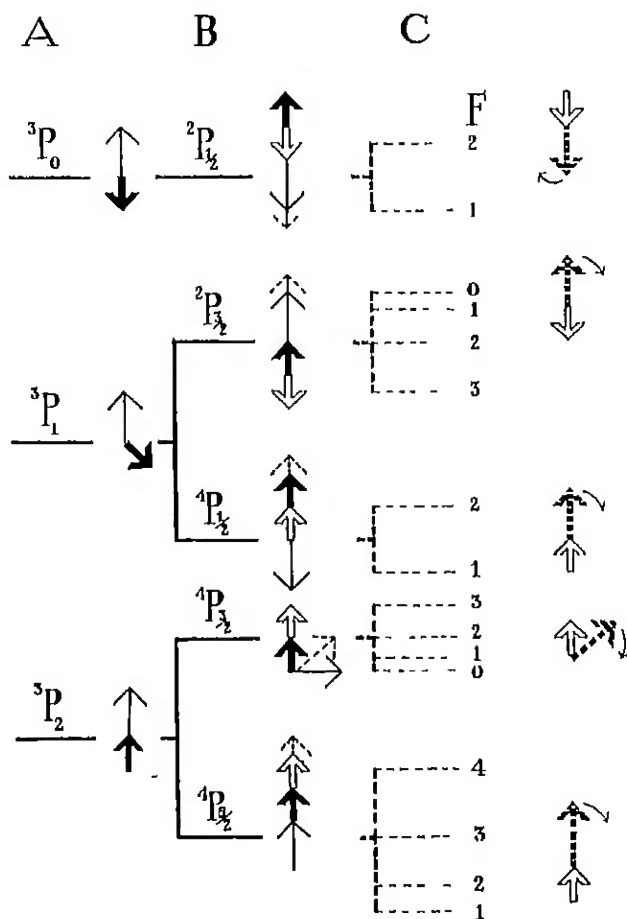 A B C
F
³P₀ ²P₁/₂
2
1
²P₃/₂
0
1
2
3
³P₁
⁴P₁/₂
2
1
⁴P₃/₂
3
2
1
0
³P₂
4
⁴P₅/₂
3
2
1